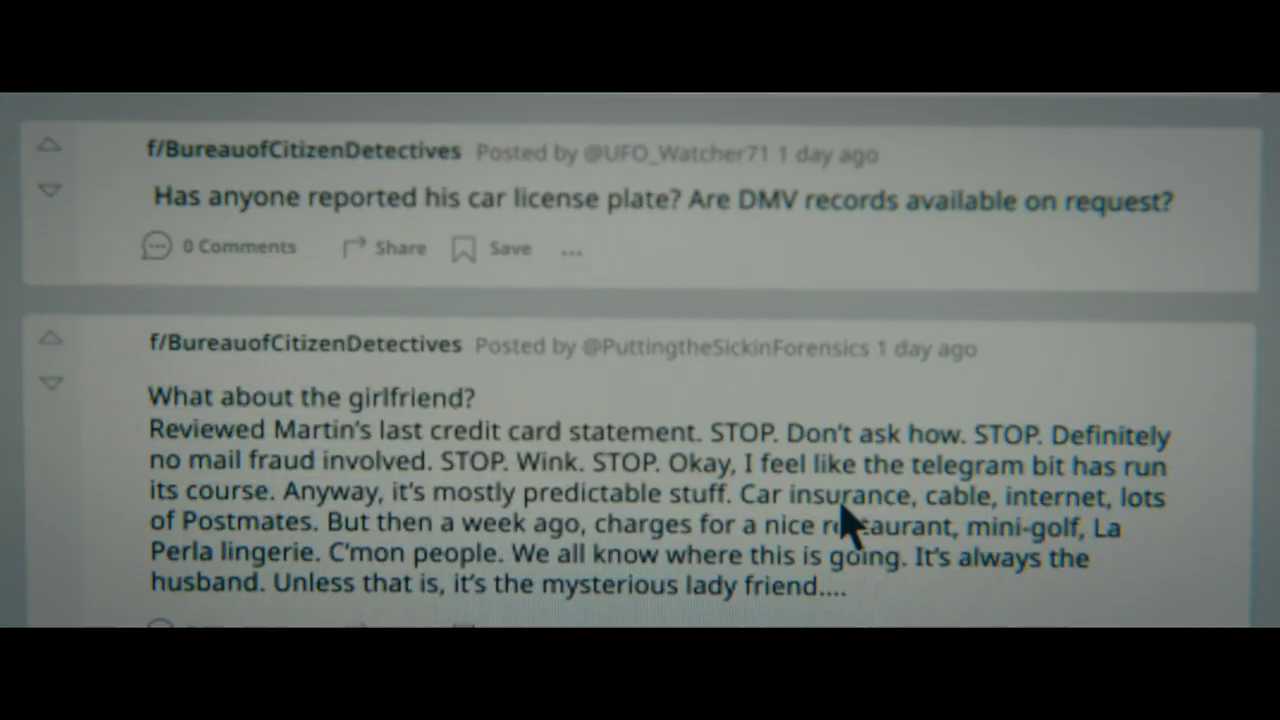 f/BureauofCitizenDetectives Posted by @UFO_Watcher71 1 day ago
Has anyone reported his car license plate? Are DMV records available on request?
0 Comments Share Save ...
f/BureauofCitizenDetectives Posted by @PuttingtheSickinForensics 1 day ago
What about the girlfriend?
Reviewed Martin's last credit card statement. STOP. Don't ask how. STOP. Definitely
no mail fraud involved. STOP. Wink. STOP. Okay, I feel like the telegram bit has run
its course. Anyway, it's mostly predictable stuff. Car insurance, cable, internet, lots
of Postmates. But then a week ago, charges for a nice restaurant, mini-golf, La
Perla lingerie. C'mon people. We all know where this is going. It's always the
husband. Unless that is, it's the mysterious lady friend....